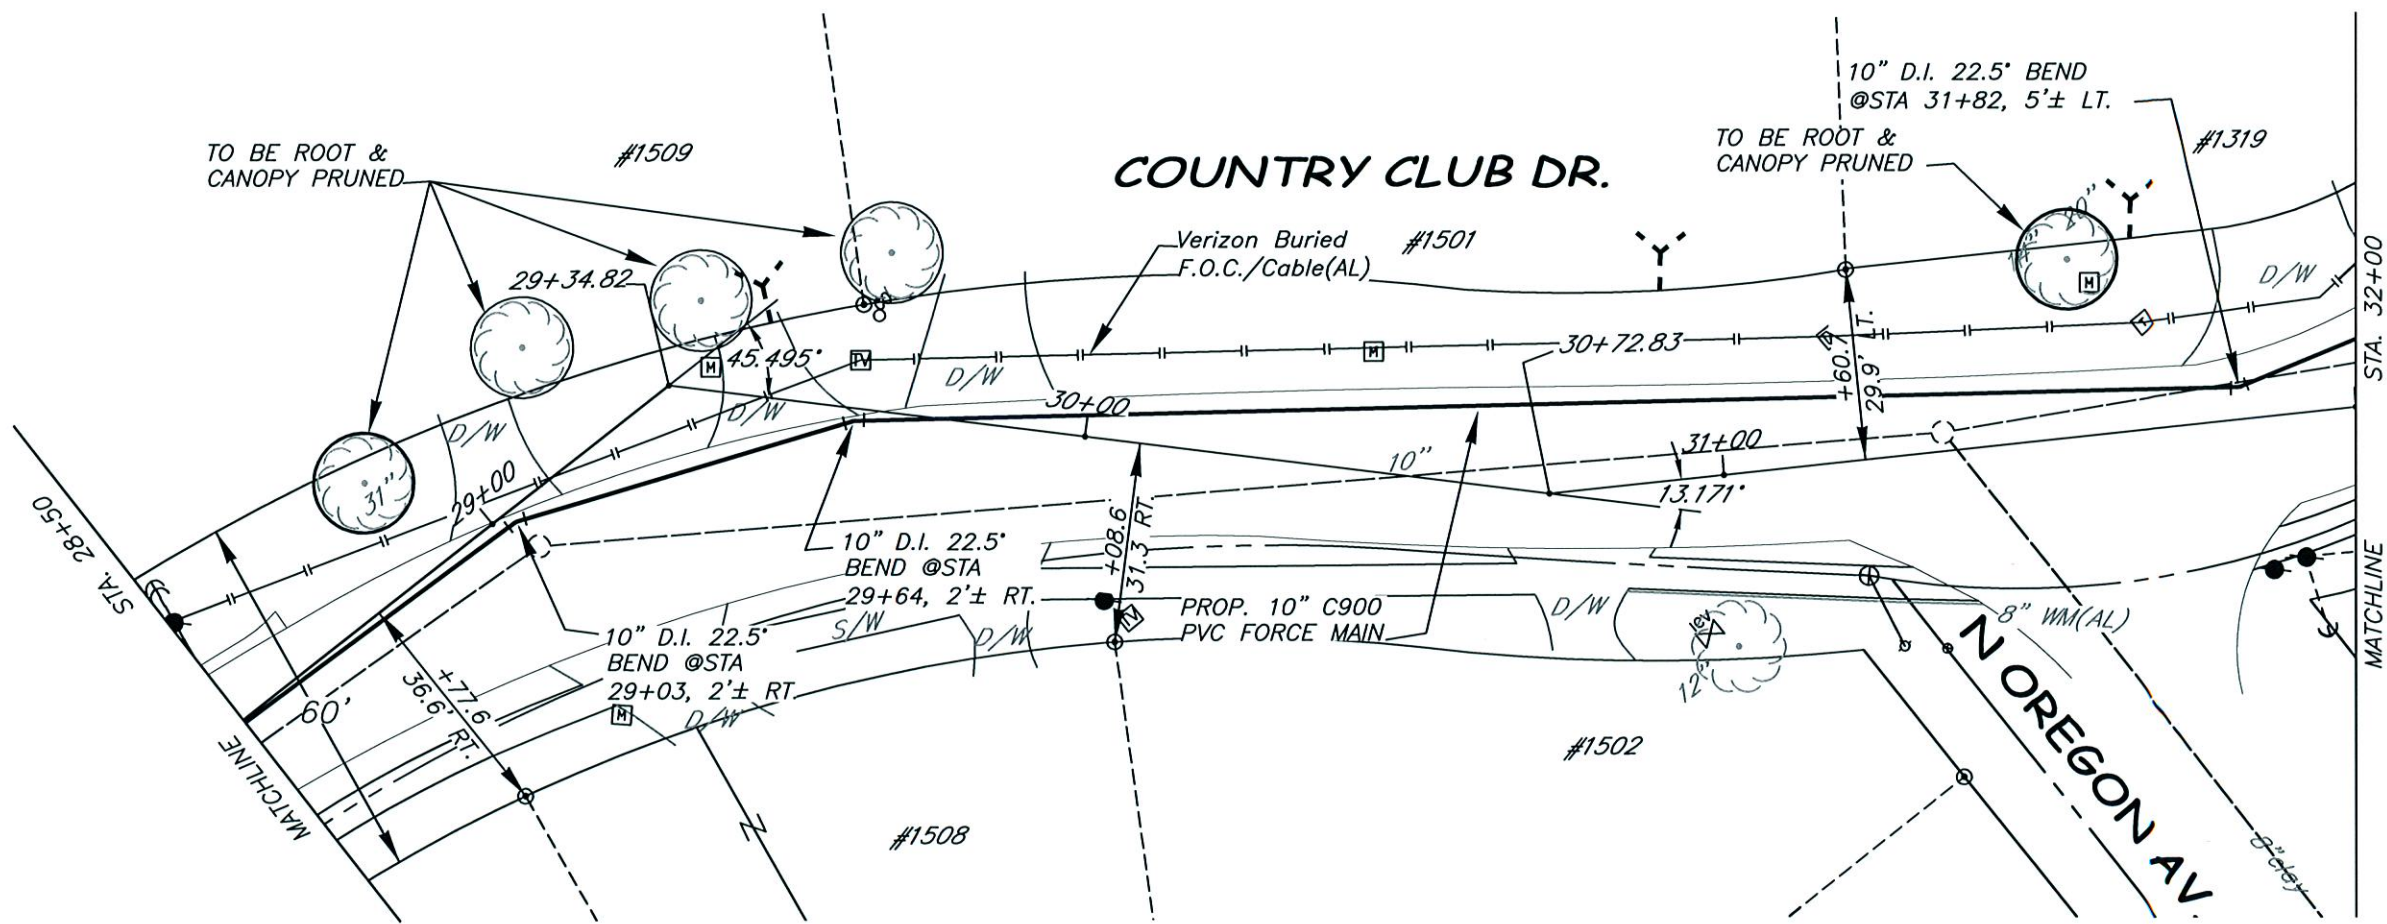 10" D.I. 22.5° BEND
@STA 31+82, 5'± LT.
TO BE ROOT &
CANOPY PRUNED
#1509
COUNTRY CLUB DR.
TO BE ROOT &
CANOPY PRUNED
#1319
Verizon Buried
F.O.C./Cable(AL)
#1501
29+34.82
D/W
STA. 32+00
45.495°
TV
M
M
M
D/W
30+72.83
+60.7
29.9' LT.
D/W
30+00
D/W
31"
29+00
10"
31+00
13.171°
STA. 28+50
10" D.I. 22.5°
BEND @STA
29+64, 2'± RT.
+08.6
31.3 RT.
TV
PROP. 10" C900
PVC FORCE MAIN
D/W
8" WM(AL)
MATCHLINE
S/W
D/W
10" D.I. 22.5°
BEND @STA
29+03, 2'± RT.
M
D/W
+77.6
36.6' RT.
60'
MATCHLINE
12"
N OREGON AV.
#1502
#1508
8" clay